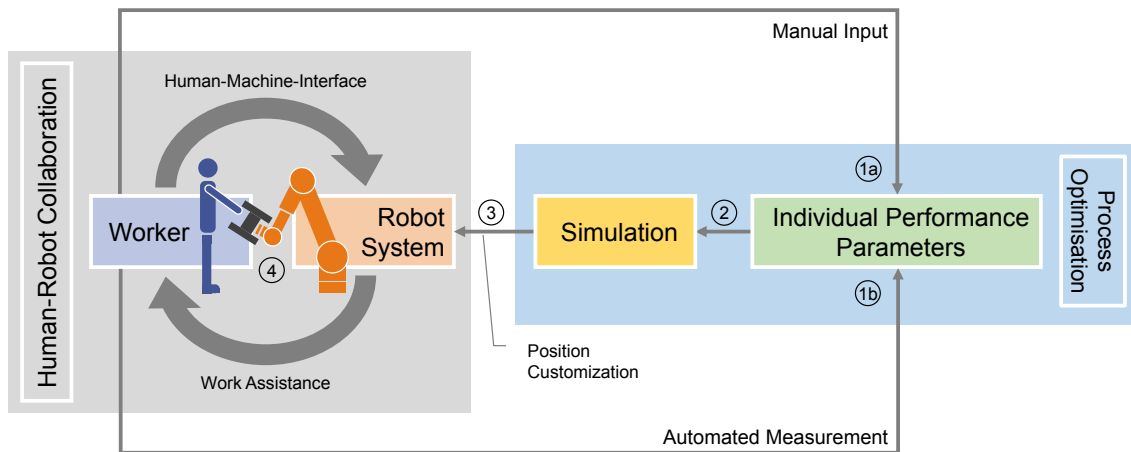 Manual Input
Human-Robot Collaboration
Human-Machine-Interface
Worker
Robot
System
4
Work Assistance
3
Position
Customization
Simulation
2
1a
Individual Performance
Parameters
1b
Process
Optimisation
Automated Measurement